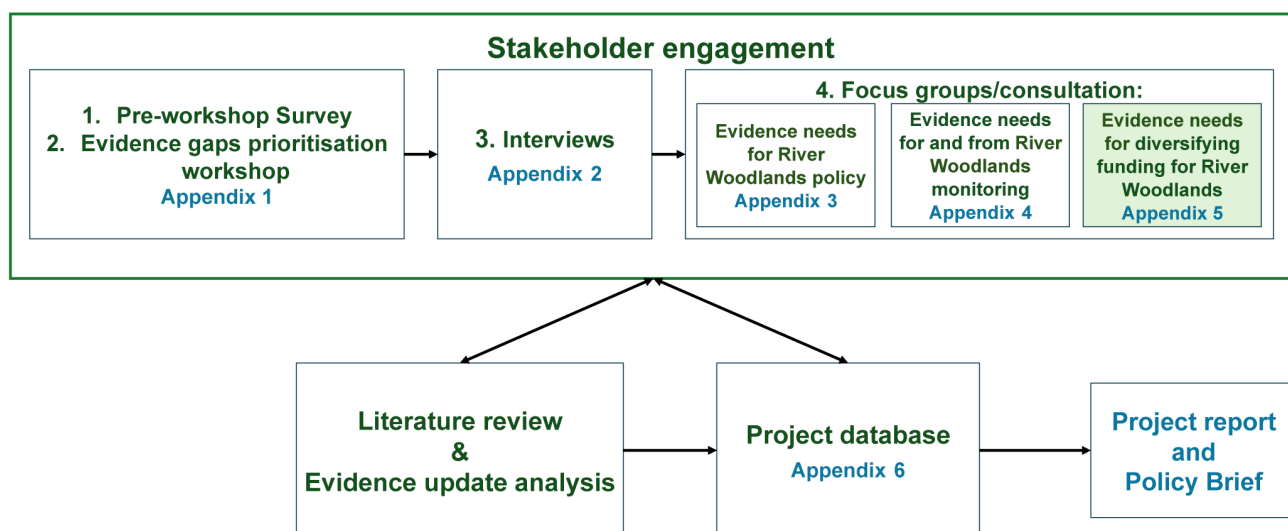 Stakeholder engagement
1. Pre-workshop Survey
2. Evidence gaps prioritisation
workshop
Appendix 1
3. Interviews
Appendix 2
4. Focus groups/consultation:
Evidence needs
for River
Woodlands policy
Appendix 3
Evidence needs
for and from River
Woodlands
monitoring
Appendix 4
Evidence needs
for diversifying
funding for River
Woodlands
Appendix 5
Literature review
&
Evidence update analysis
Project database
Appendix 6
Project report
and
Policy Brief